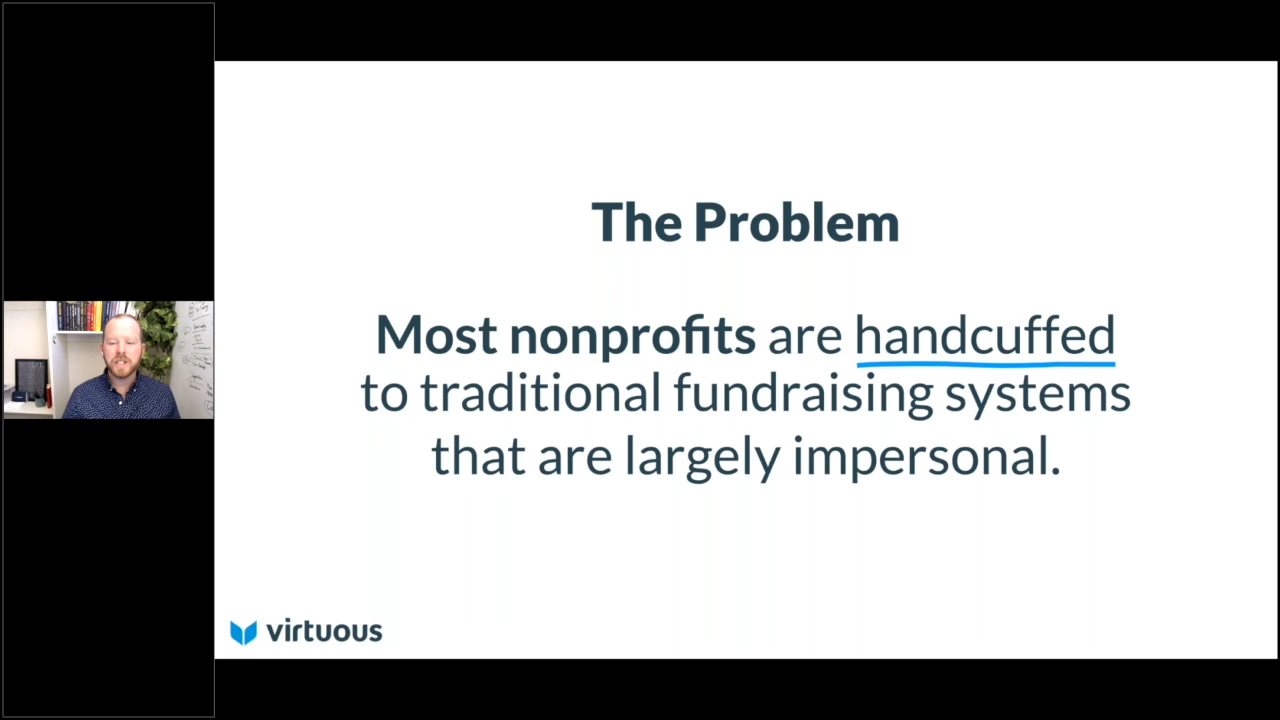 The Problem
Most nonprofits are handcuffed
to traditional fundraising systems
that are largely impersonal.
virtuous